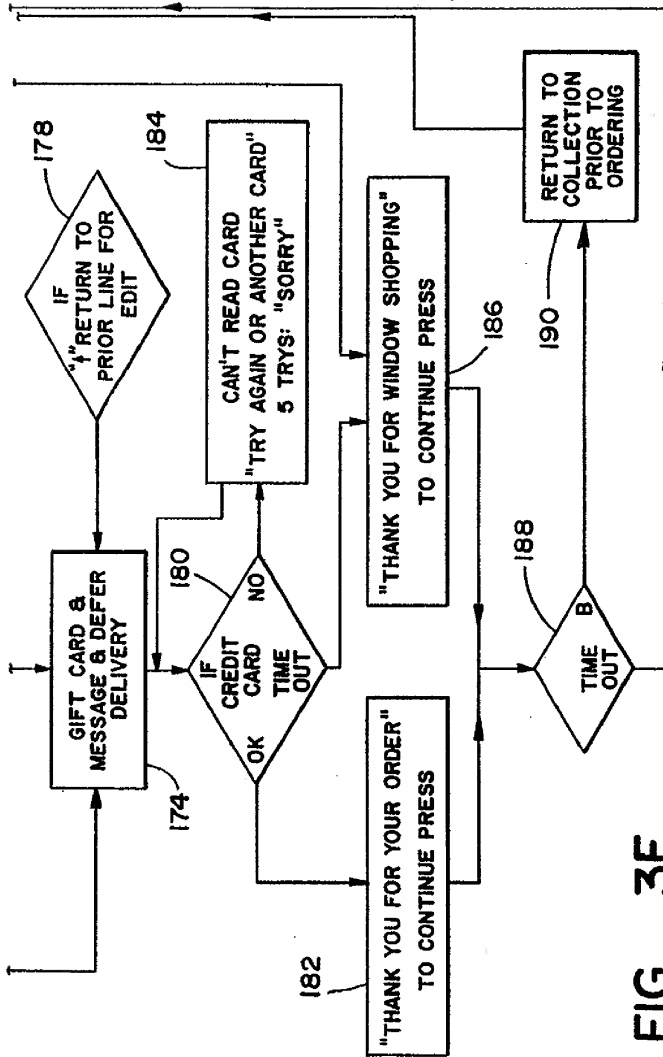 178
IF
"↑" RETURN TO
PRIOR LINE FOR
EDIT
GIFT CARD &
MESSAGE & DEFER
DELIVERY
174
184
CAN'T READ CARD
"TRY AGAIN OR ANOTHER CARD"
5 TRYS: "SORRY"
180
IF
CREDIT
CARD
OK
NO
TIME
OUT
182
"THANK YOU FOR YOUR ORDER"
TO CONTINUE PRESS
"THANK YOU FOR WINDOW SHOPPING"
TO CONTINUE PRESS
186
188
TIME
OUT
B
190
RETURN TO
COLLECTION
PRIOR TO
ORDERING